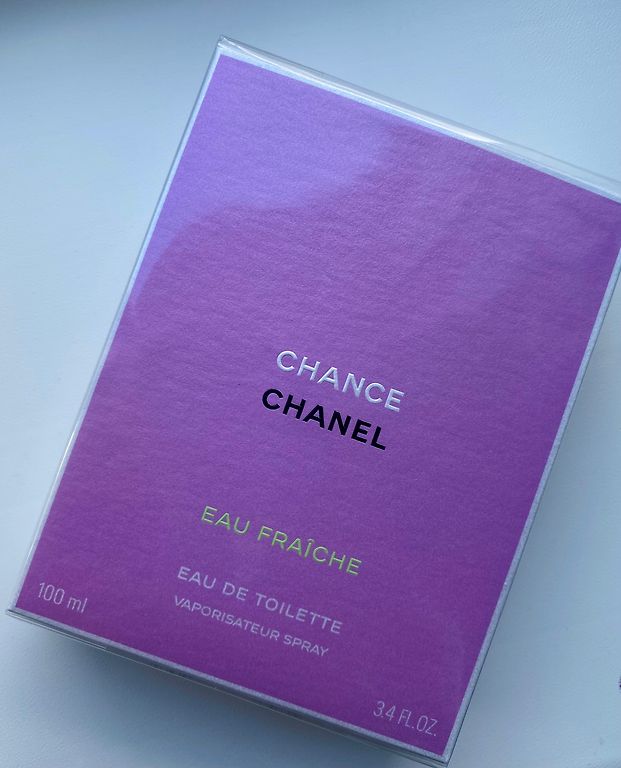 CHANCE
CHANEL
EAU FRAÎCHE
EAU DE TOILETTE
VAPORISATEUR SPRAY
100 ml
3.4 FL.OZ.